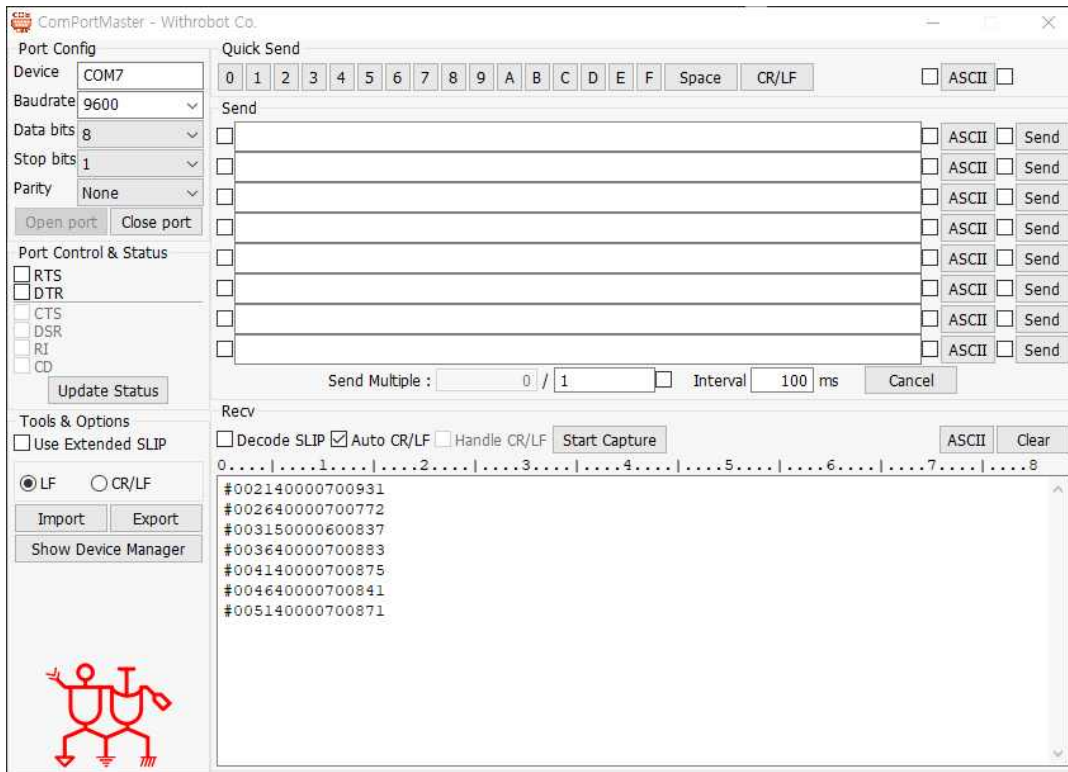 ComPortMaster - Withrobot Co.
Port Config
Device COM7
Baudrate 9600
Data bits 8
Stop bits 1
Parity None
Open port Close port
Port Control & Status
RTS
DTR
CTS
DSR
RI
CD
Update Status
Tools & Options
Use Extended SLIP
LF CR/LF
Import Export
Show Device Manager
Quick Send
0 1 2 3 4 5 6 7 8 9 A B C D E F Space CR/LF ASCII
Send
ASCII Send
ASCII Send
ASCII Send
ASCII Send
ASCII Send
ASCII Send
ASCII Send
ASCII Send
Send Multiple : 0 / 1 Interval 100 ms Cancel
Recv
Decode SLIP Auto CR/LF Handle CR/LF Start Capture ASCII Clear
0....|....1....|....2....|....3....|....4....|....5....|....6....|....7....|....8
#002140000700931
#002640000700772
#003150000600837
#003640000700883
#004140000700875
#004640000700841
#005140000700871